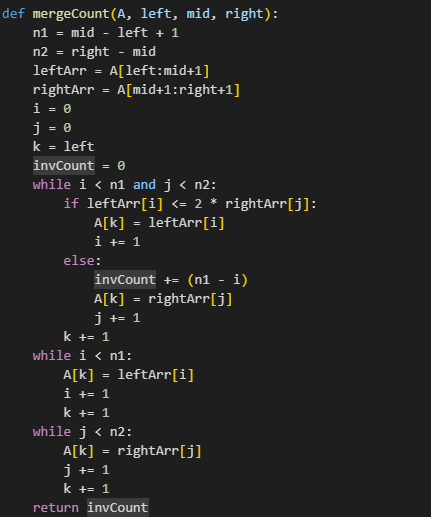 def mergeCount(A, left, mid, right):
    n1 = mid - left + 1
    n2 = right - mid
    leftArr = A[left:mid+1]
    rightArr = A[mid+1:right+1]
    i = 0
    j = 0
    k = left
    invCount = 0
    while i < n1 and j < n2:
        if leftArr[i] <= 2 * rightArr[j]:
            A[k] = leftArr[i]
            i += 1
        else:
            invCount += (n1 - i)
            A[k] = rightArr[j]
            j += 1
        k += 1
    while i < n1:
        A[k] = leftArr[i]
        i += 1
        k += 1
    while j < n2:
        A[k] = rightArr[j]
        j += 1
        k += 1
    return invCount